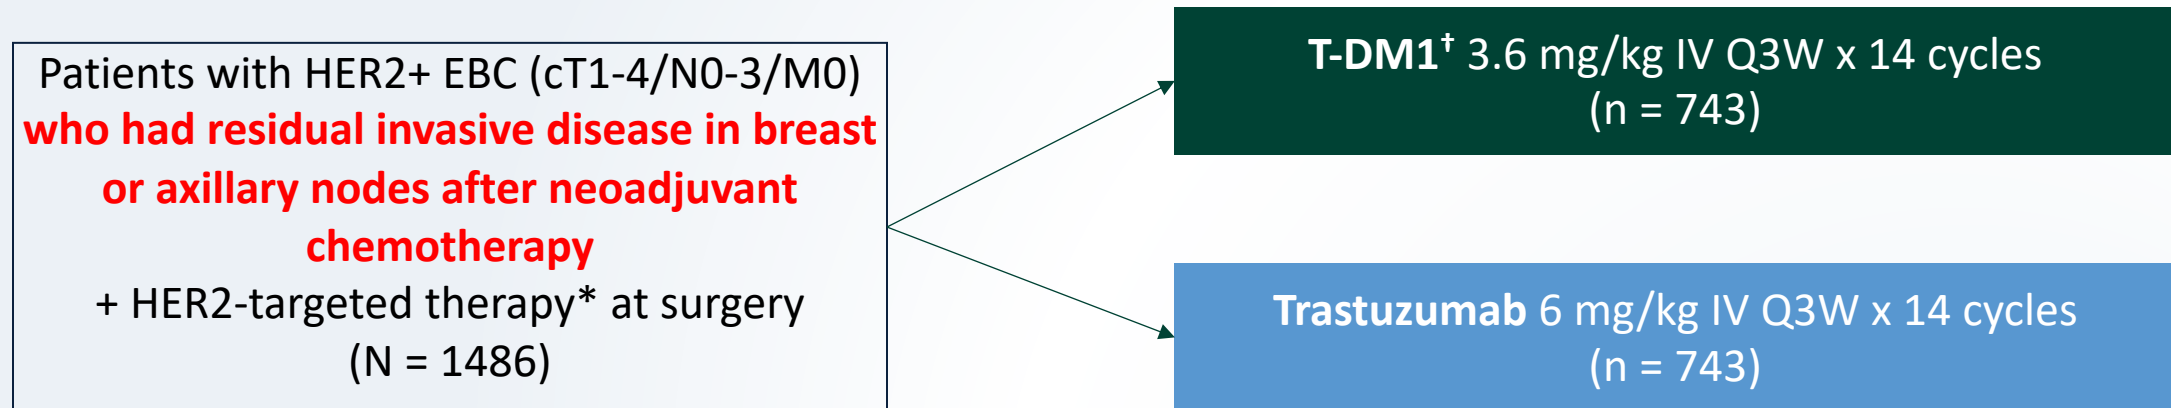 Patients with HER2+ EBC (cT1-4/N0-3/M0)
who had residual invasive disease in breast
or axillary nodes after neoadjuvant
chemotherapy
+ HER2-targeted therapy* at surgery
(N = 1486)
T-DM1† 3.6 mg/kg IV Q3W x 14 cycles
(n = 743)
Trastuzumab 6 mg/kg IV Q3W x 14 cycles
(n = 743)